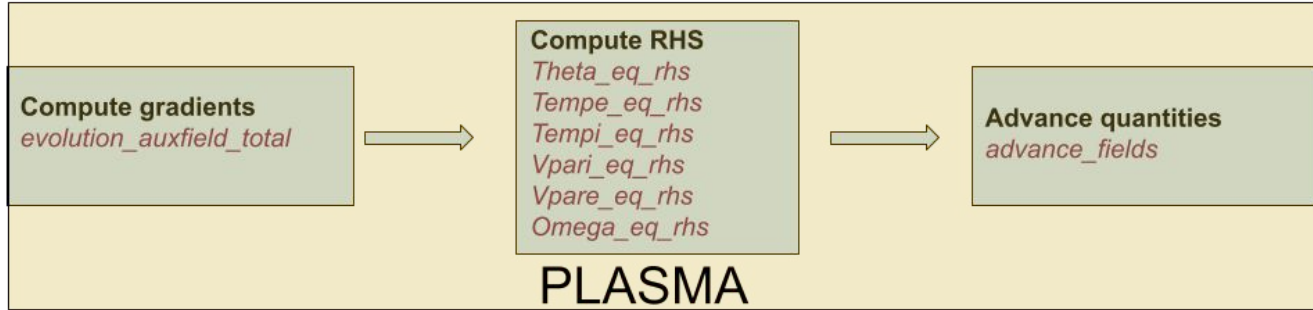 Compute gradients
evolution_auxfield_total
Compute RHS
Theta_eq_rhs
Tempe_eq_rhs
Tempi_eq_rhs
Vpari_eq_rhs
Vpare_eq_rhs
Omega_eq_rhs
Advance quantities
advance_fields
PLASMA